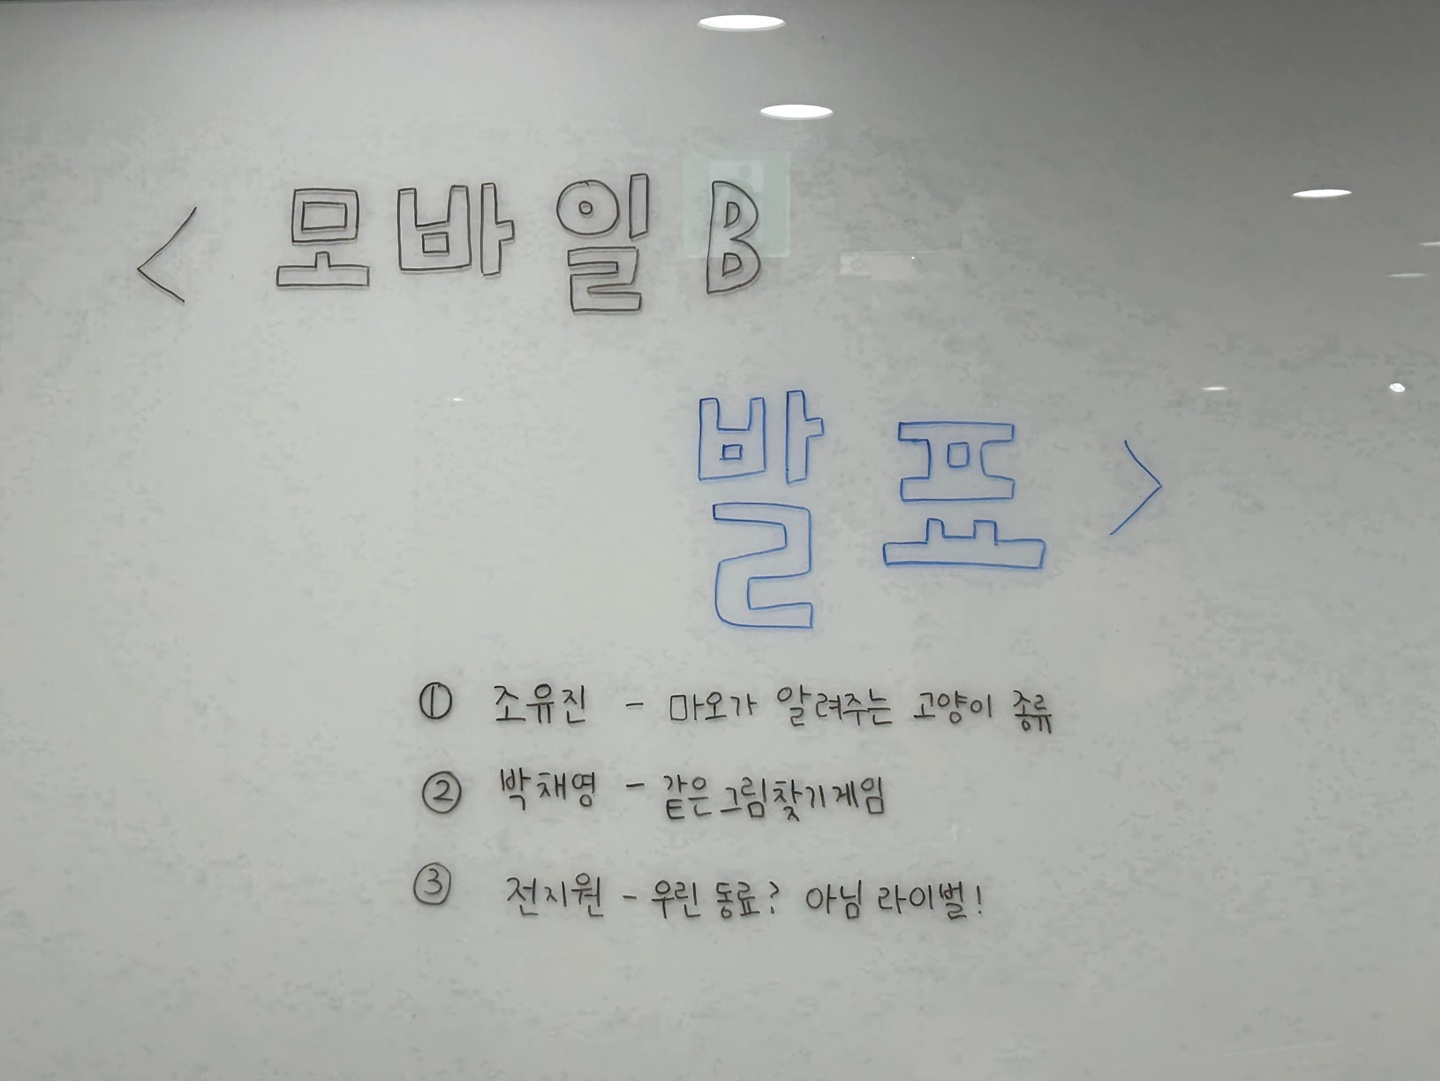 < 모바일 B
발표 >
① 조유진 - 마오가 알려주는 고양이 종류
② 박채영 - 같은그림찾기게임
③ 전지원 - 우린 동료? 아님 라이벌!